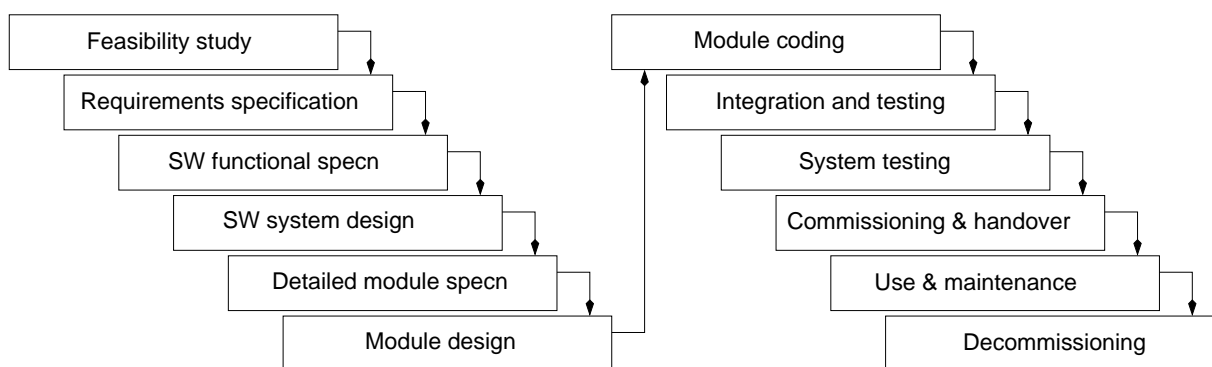 Feasibility study
Requirements specification
SW functional specn
SW system design
Detailed module specn
Module design
Module coding
Integration and testing
System testing
Commissioning & handover
Use & maintenance
Decommissioning